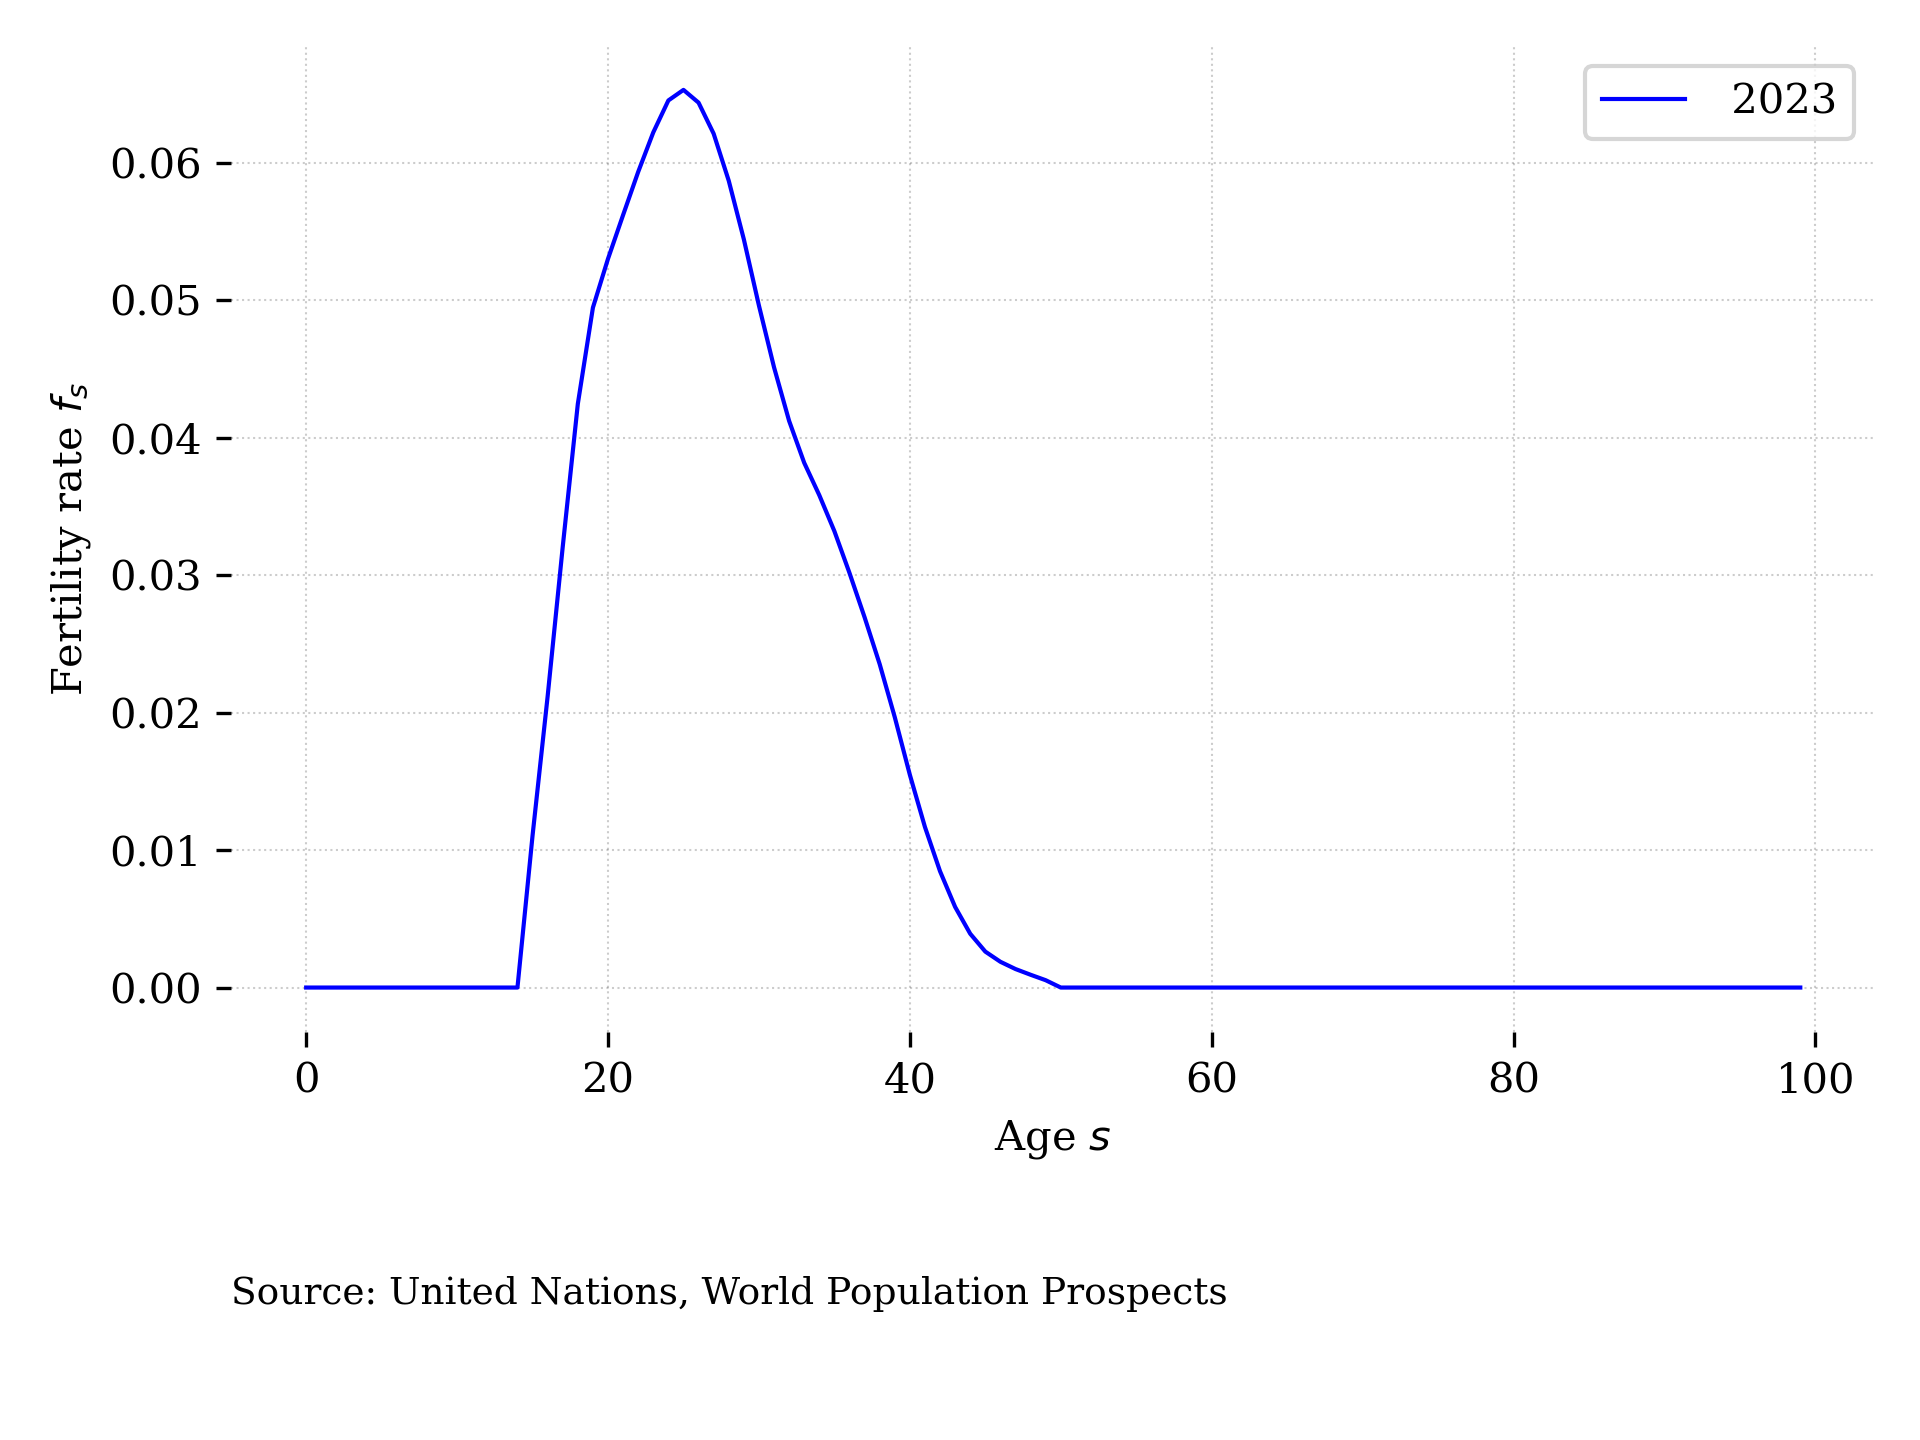 2023
0.06
0.05
0.04
0.03
0.02
0.01
0.00
Fertility rate fₛ
0 20 40 60 80 100
Age s
Source: United Nations, World Population Prospects